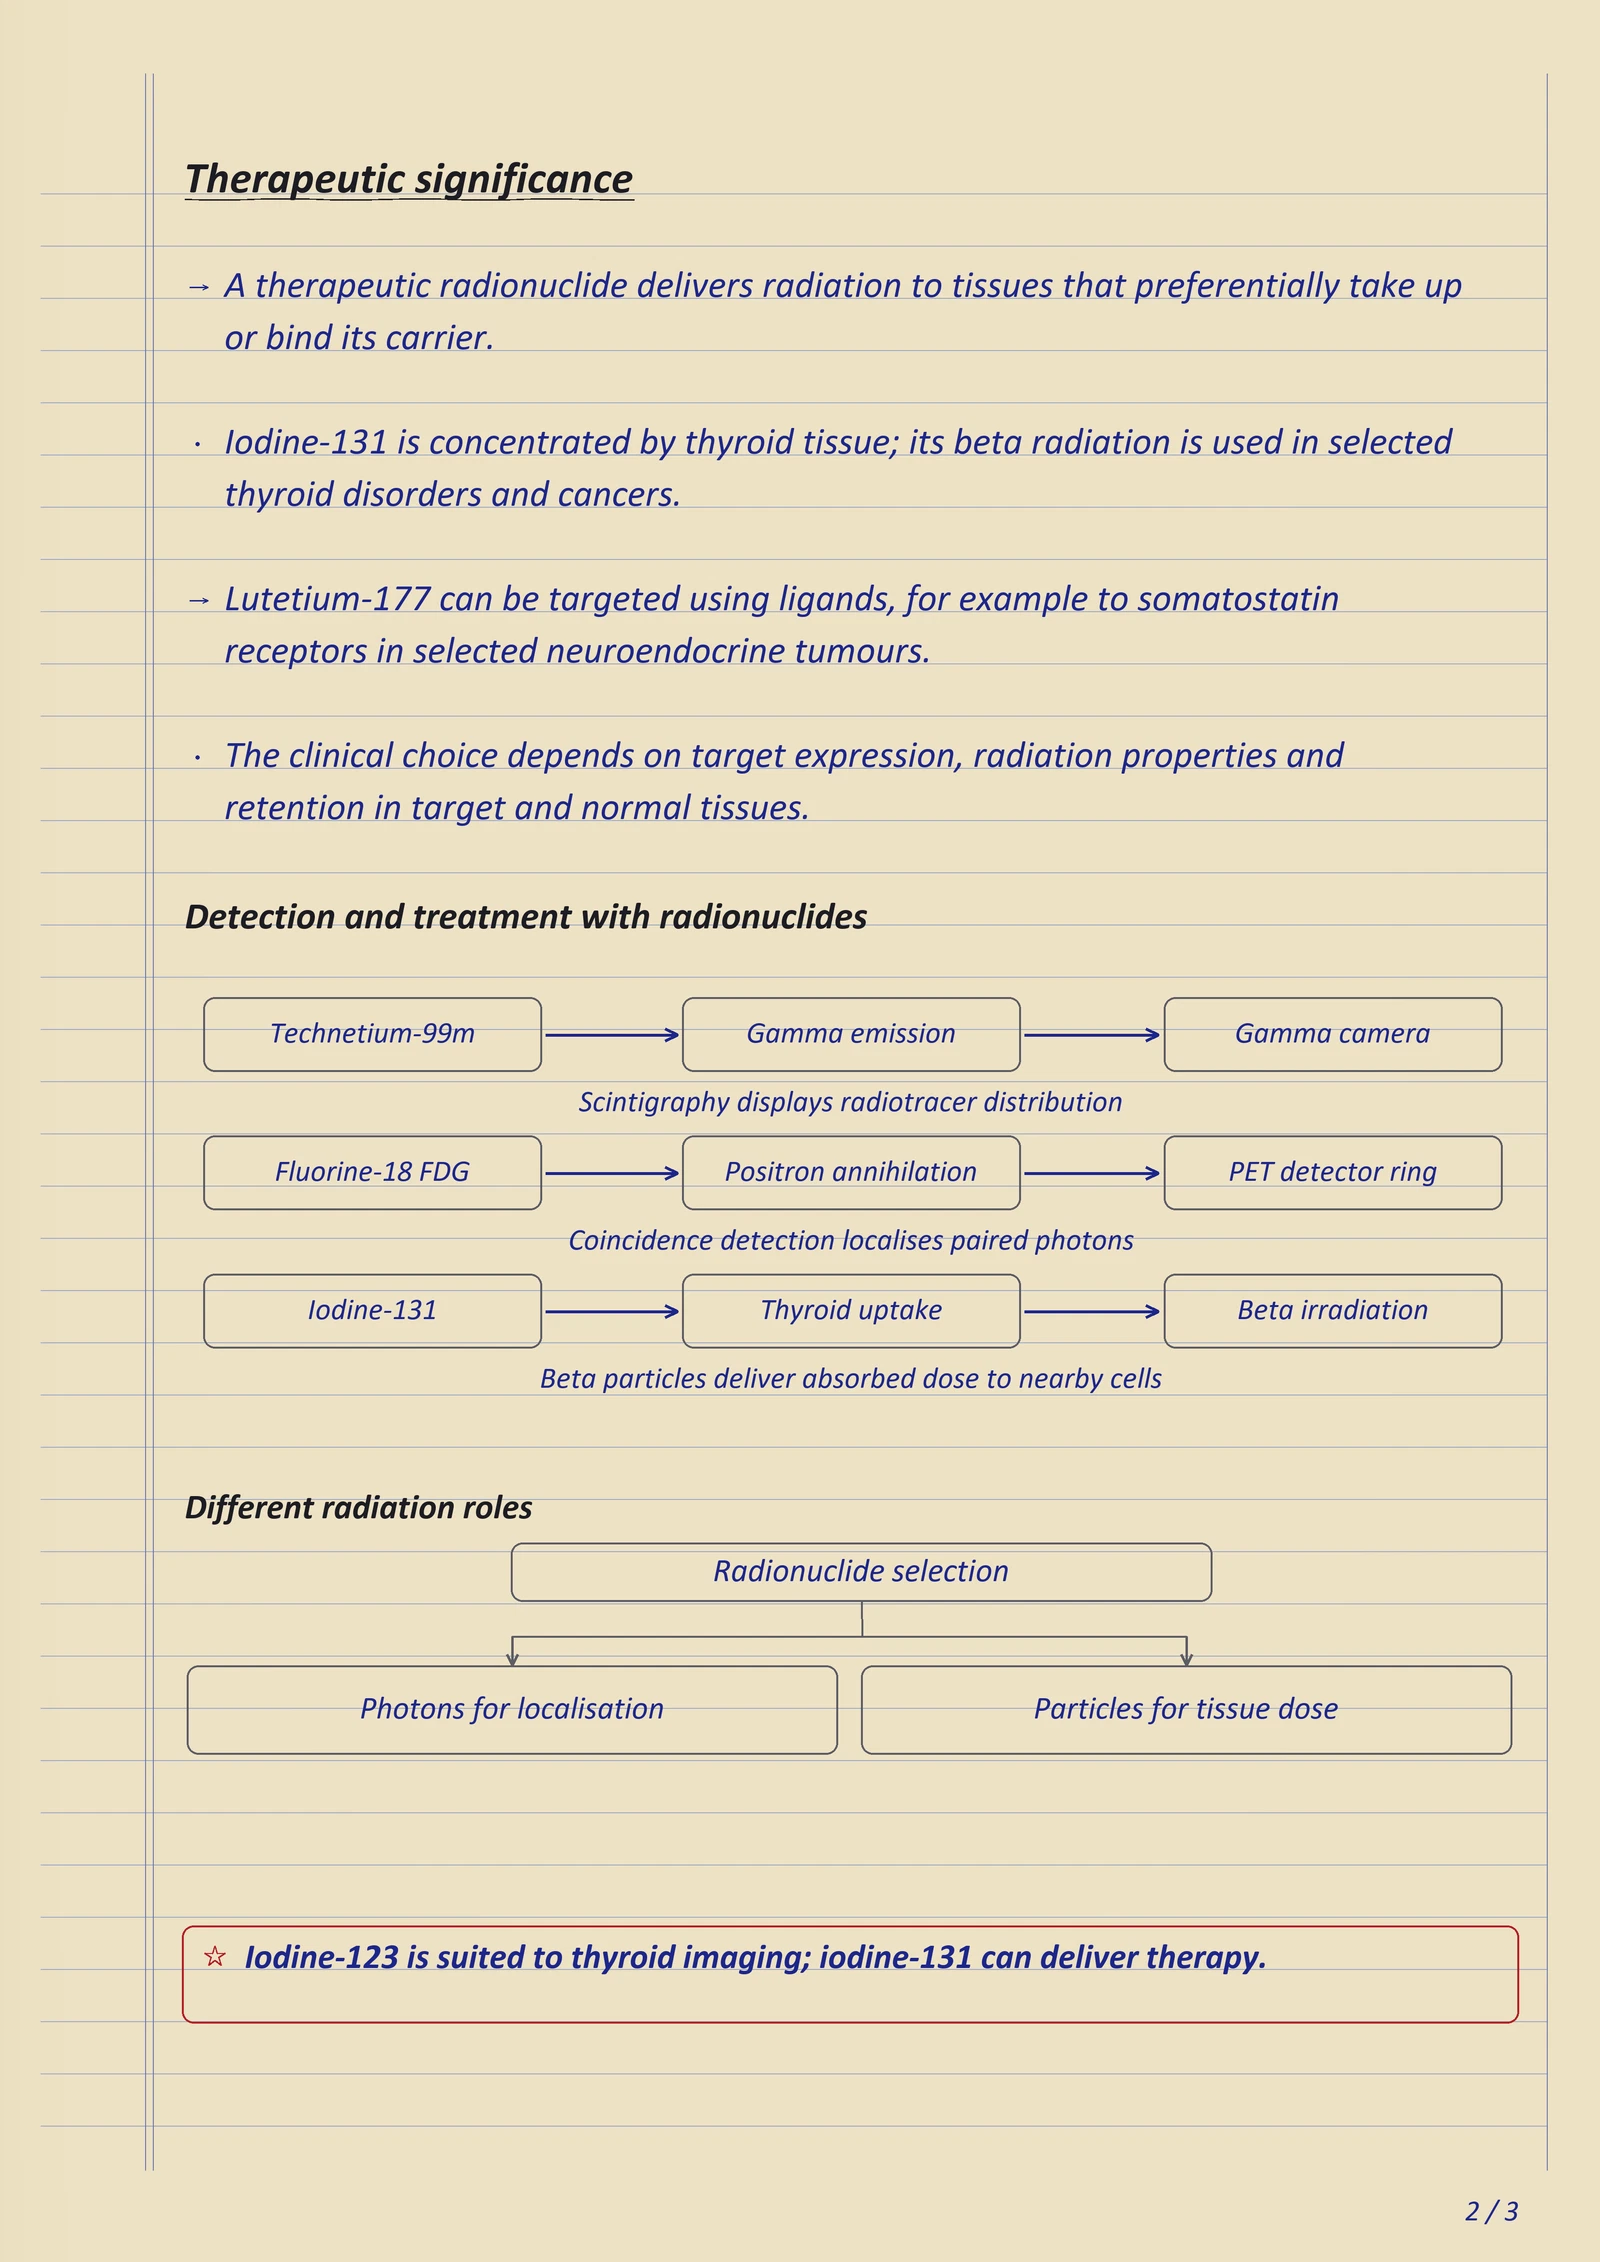 Therapeutic significance
→ A therapeutic radionuclide delivers radiation to tissues that preferentially take up
or bind its carrier.
· Iodine-131 is concentrated by thyroid tissue; its beta radiation is used in selected
thyroid disorders and cancers.
→ Lutetium-177 can be targeted using ligands, for example to somatostatin
receptors in selected neuroendocrine tumours.
· The clinical choice depends on target expression, radiation properties and
retention in target and normal tissues.
Detection and treatment with radionuclides
Technetium-99m → Gamma emission → Gamma camera
Scintigraphy displays radiotracer distribution
Fluorine-18 FDG → Positron annihilation → PET detector ring
Coincidence detection localises paired photons
Iodine-131 → Thyroid uptake → Beta irradiation
Beta particles deliver absorbed dose to nearby cells
Different radiation roles
Radionuclide selection
Photons for localisation Particles for tissue dose
☆ Iodine-123 is suited to thyroid imaging; iodine-131 can deliver therapy.
2 / 3